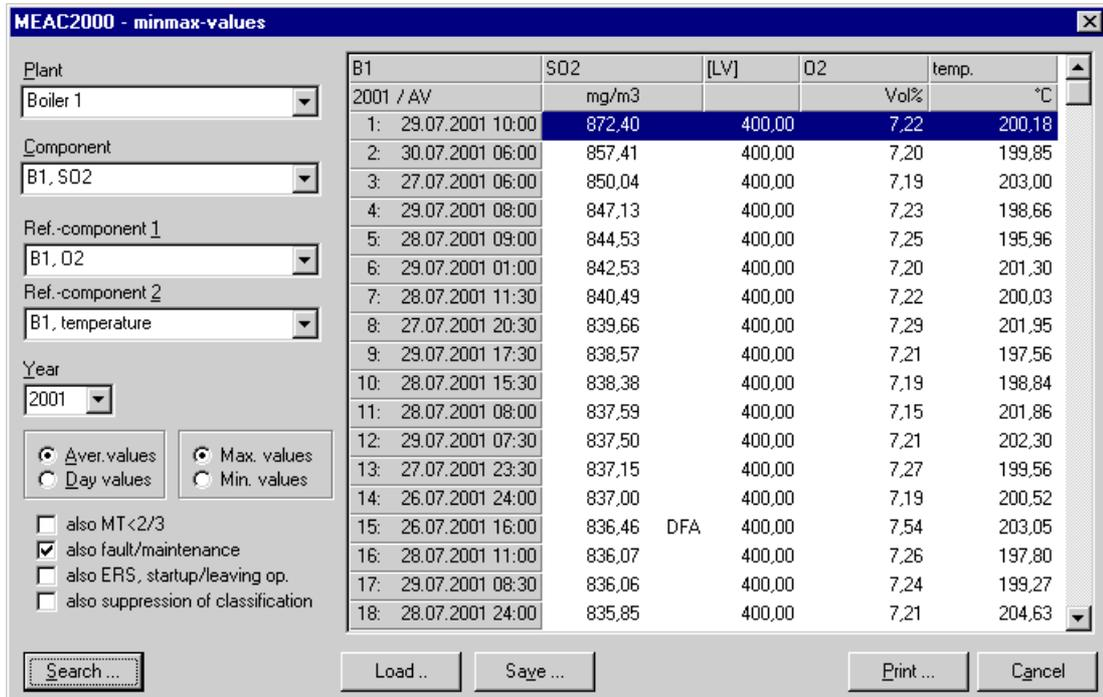 MEAC2000 - minmax-values
Plant
Boiler 1
Component
B1, SO2
Ref.-component 1
B1, O2
Ref.-component 2
B1, temperature
Year
2001
Aver.values
Day values
Max. values
Min. values
also MT<2/3
also fault/maintenance
also ERS, startup/leaving op.
also suppression of classification
B1 SO2 [LV] O2 temp.
2001 / AV mg/m3 Vol% °C
1: 29.07.2001 10:00 872,40 400,00 7,22 200,18
2: 30.07.2001 06:00 857,41 400,00 7,20 199,85
3: 27.07.2001 06:00 850,04 400,00 7,19 203,00
4: 29.07.2001 08:00 847,13 400,00 7,23 198,66
5: 28.07.2001 09:00 844,53 400,00 7,25 195,96
6: 29.07.2001 01:00 842,53 400,00 7,20 201,30
7: 28.07.2001 11:30 840,49 400,00 7,22 200,03
8: 27.07.2001 20:30 839,66 400,00 7,29 201,95
9: 29.07.2001 17:30 838,57 400,00 7,21 197,56
10: 28.07.2001 15:30 838,38 400,00 7,19 198,84
11: 28.07.2001 08:00 837,59 400,00 7,15 201,86
12: 29.07.2001 07:30 837,50 400,00 7,21 202,30
13: 27.07.2001 23:30 837,15 400,00 7,27 199,56
14: 26.07.2001 24:00 837,00 400,00 7,19 200,52
15: 26.07.2001 16:00 836,46 DFA 400,00 7,54 203,05
16: 28.07.2001 11:00 836,07 400,00 7,26 197,80
17: 29.07.2001 08:30 836,06 400,00 7,24 199,27
18: 28.07.2001 24:00 835,85 400,00 7,21 204,63
Search ...
Load ..
Save ...
Print ...
Cancel